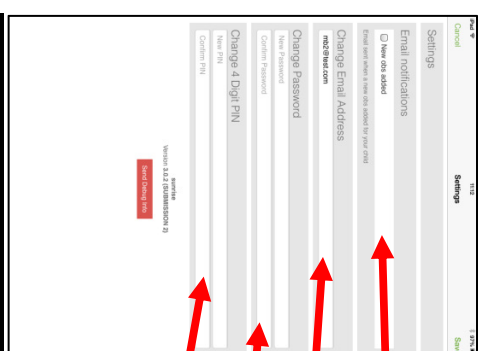 iPad 11:12 97%
Cancel Settings Sav
Settings
Email notifications
New obs added
Email sent when a new obs added for your child
Change Email Address
mb2@test.com
Change Password
New Password
Confirm Password
Change 4 Digit PIN
New PIN
Confirm PIN
sunrise
Version 3.0.2 (SUBMISSION 2)
Send Debug Info